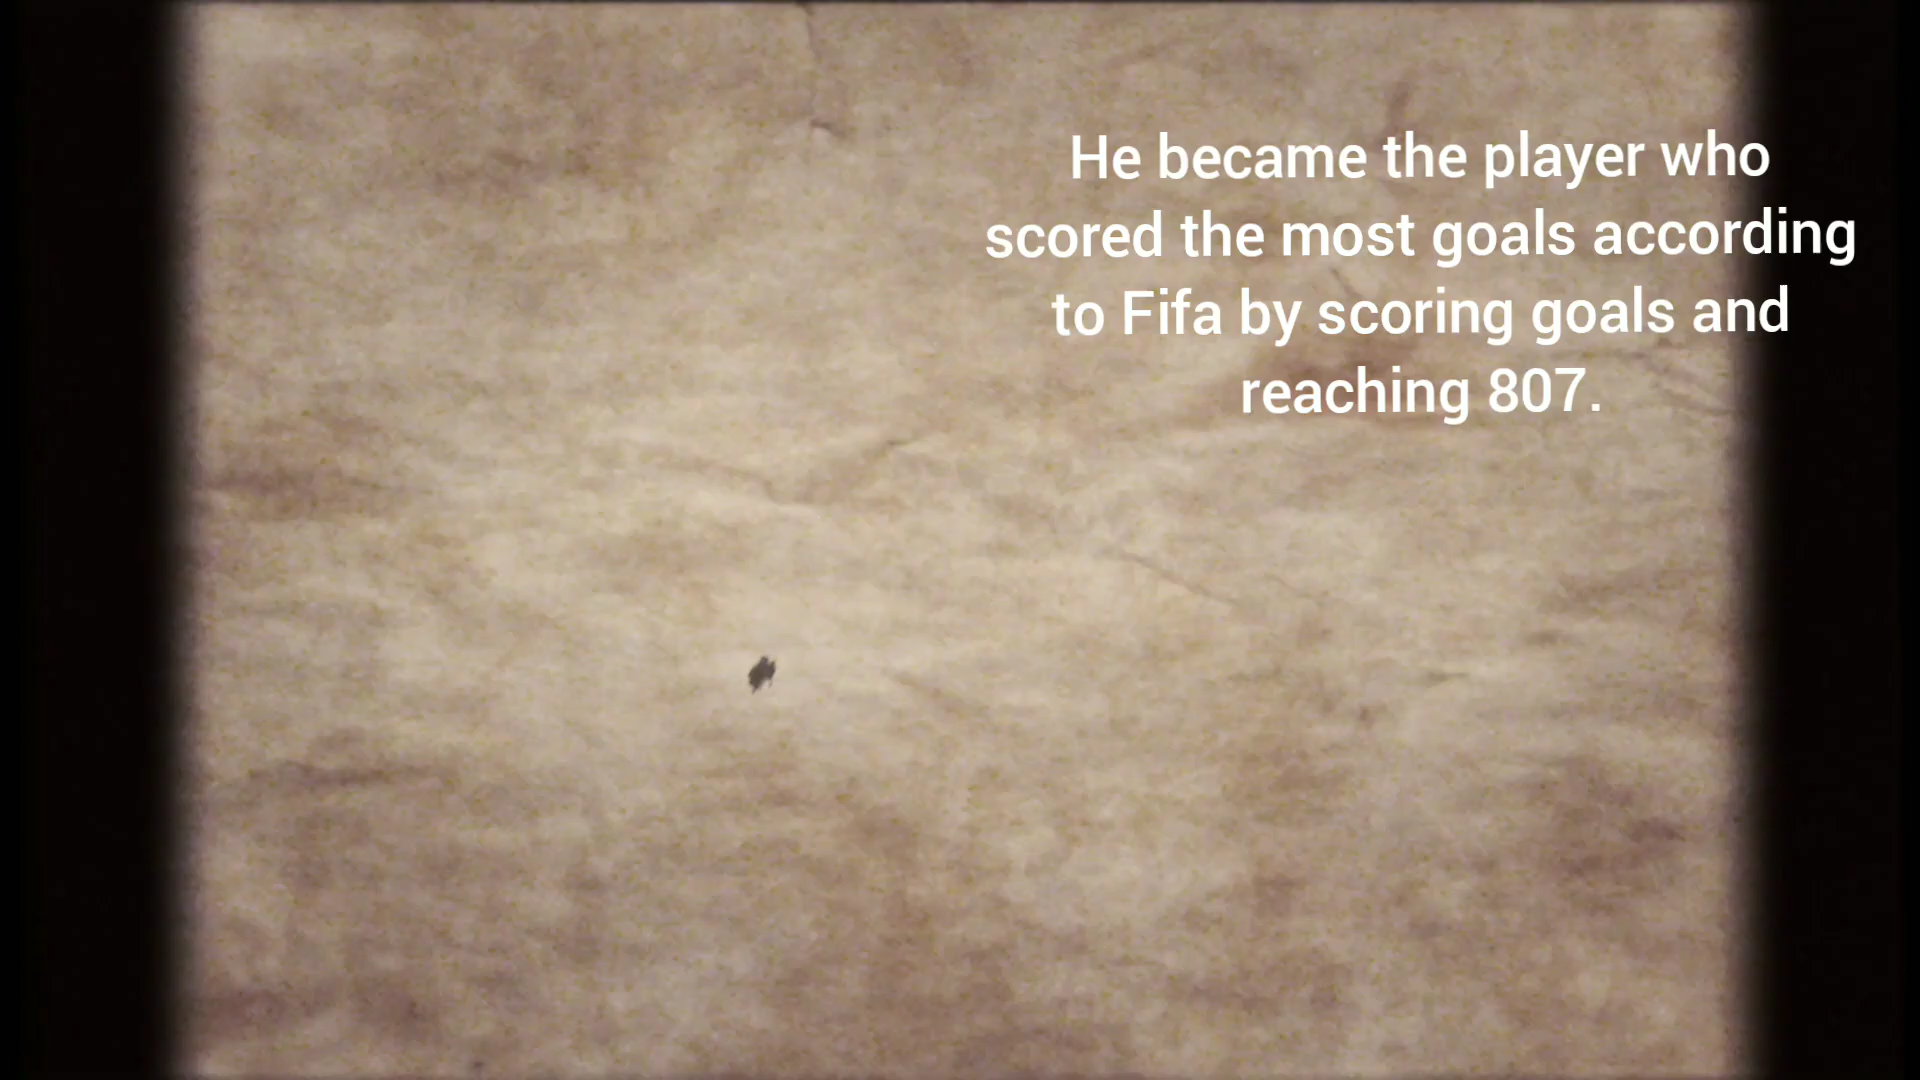 He became the player who
scored the most goals according
to Fifa by scoring goals and
reaching 807.